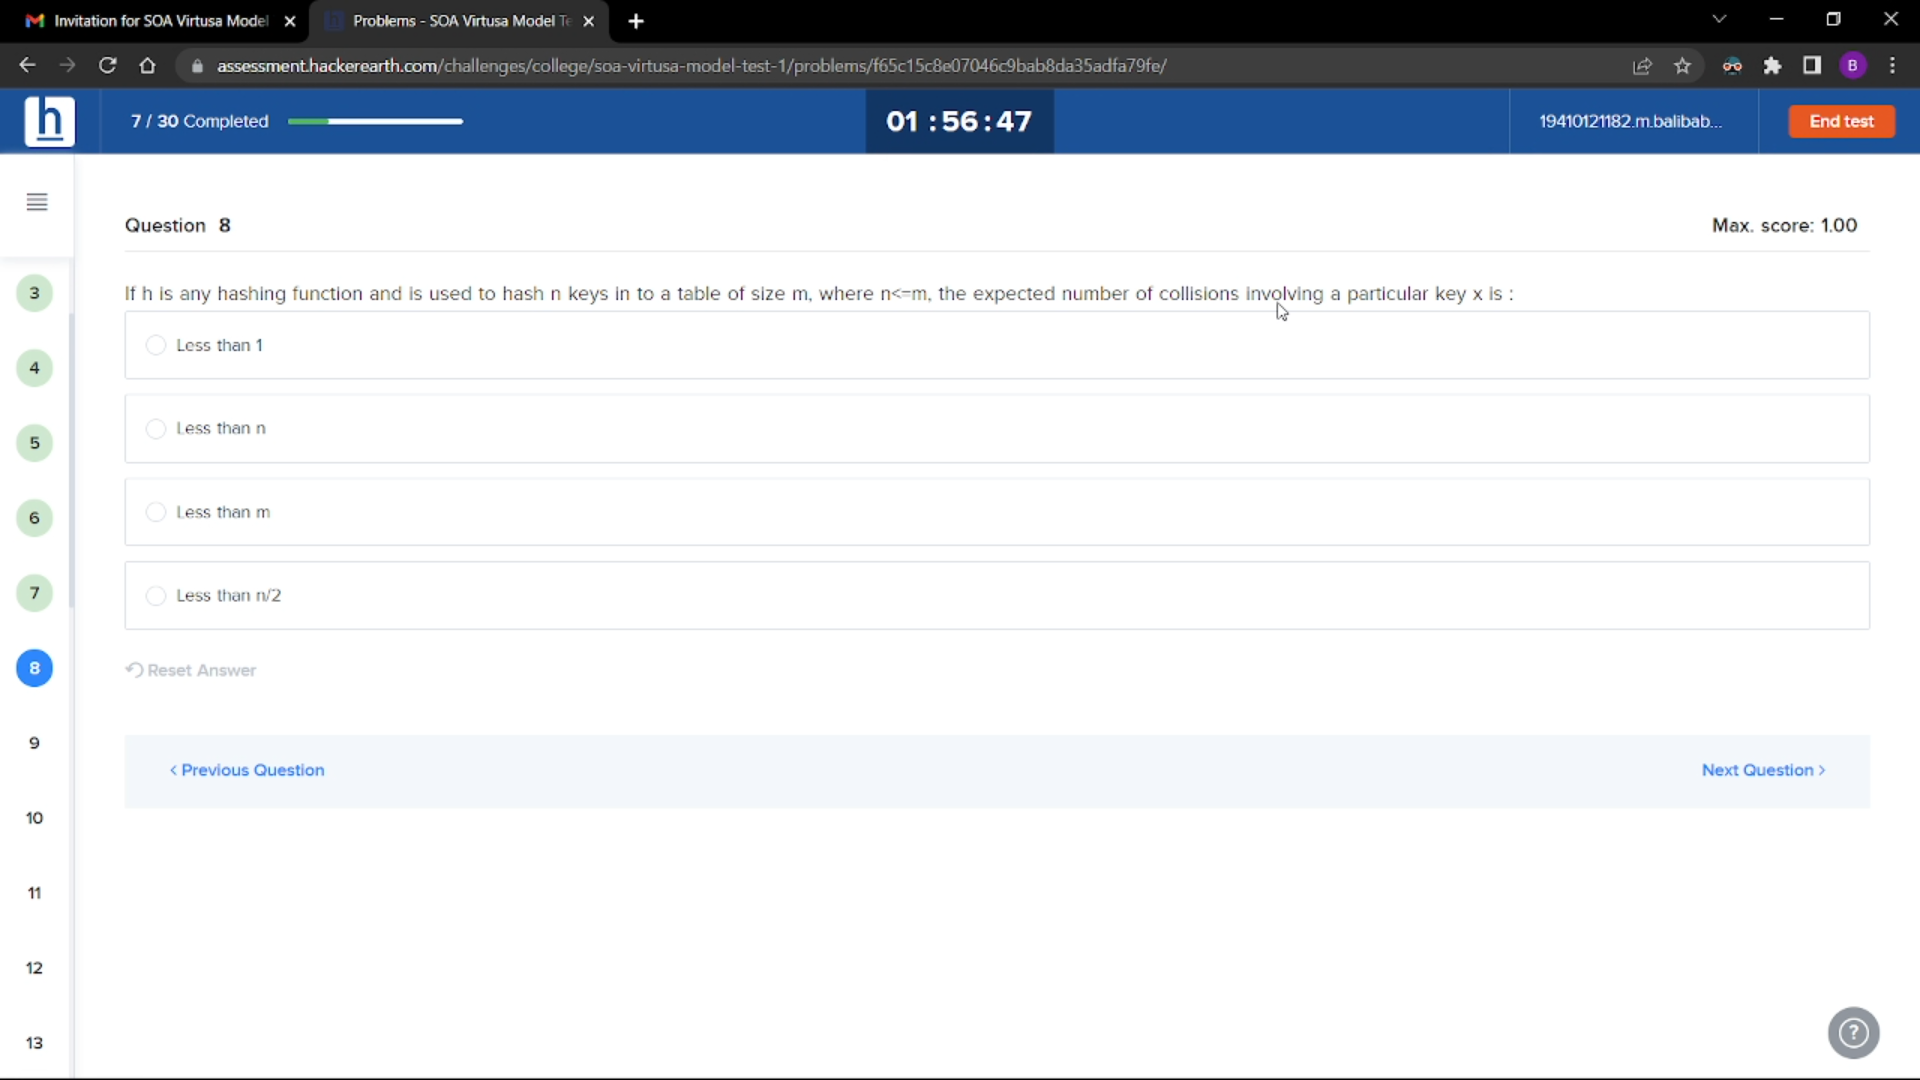 Invitation for SOA Virtusa Model
Problems - SOA Virtusa Model Te
assessment.hackerearth.com/challenges/college/soa-virtusa-model-test-1/problems/f65c15c8e07046c9bab8da35adfa79fe/
B
h
7 / 30 Completed
01 : 56 : 47
19410121182.m.balibab...
End test
Question 8
Max. score: 1.00
If h is any hashing function and is used to hash n keys in to a table of size m, where n<=m, the expected number of collisions involving a particular key x is :
Less than 1
Less than n
Less than m
Less than n/2
Reset Answer
< Previous Question
Next Question >
3
4
5
6
7
8
9
10
11
12
13
?